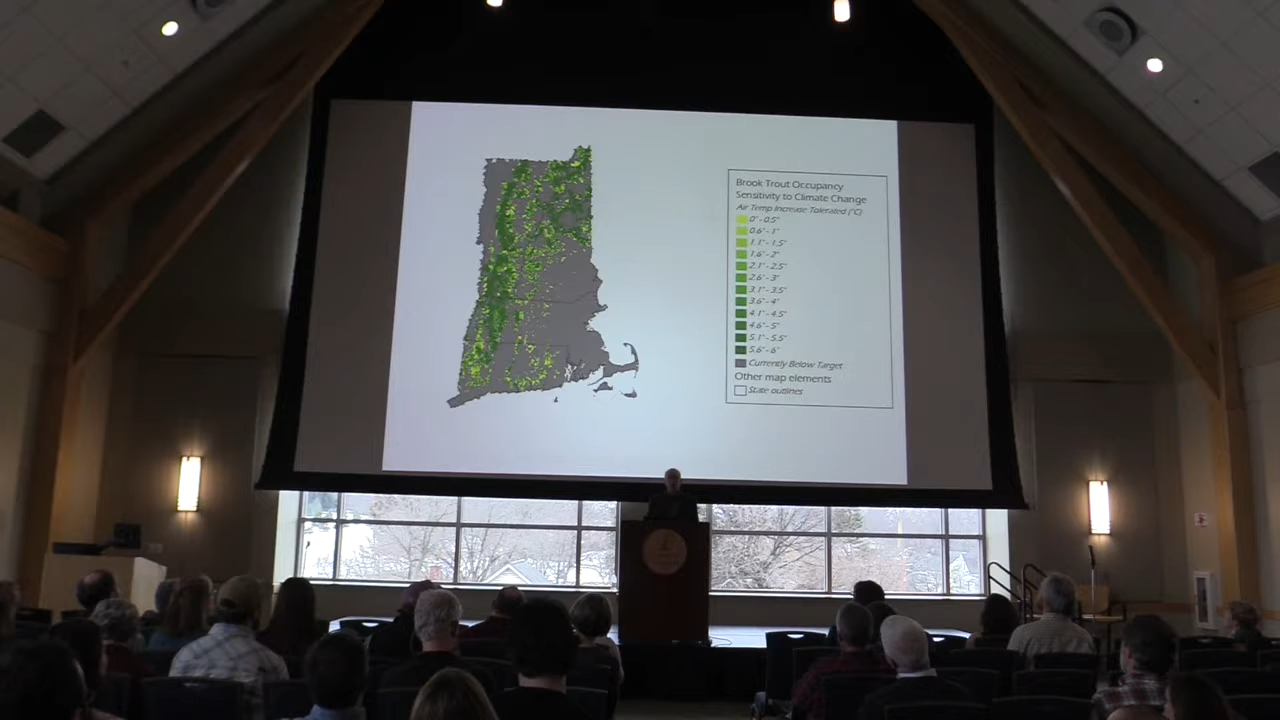 Brook Trout Occupancy
Sensitivity to Climate Change
Air Temp Increase Tolerated (°C)
0° - 0.5°
0.6° - 1°
1.1° - 1.5°
1.6° - 2°
2.1° - 2.5°
2.6° - 3°
3.1° - 3.5°
3.6° - 4°
4.1° - 4.5°
4.6° - 5°
5.1° - 5.5°
5.6° - 6°
Currently Below Target
Other map elements
State outlines